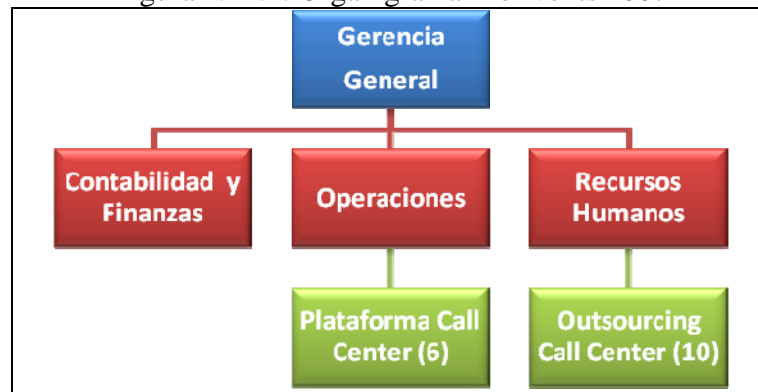 Gerencia
General
Contabilidad y
Finanzas
Operaciones
Recursos
Humanos
Plataforma Call
Center (6)
Outsourcing
Call Center (10)